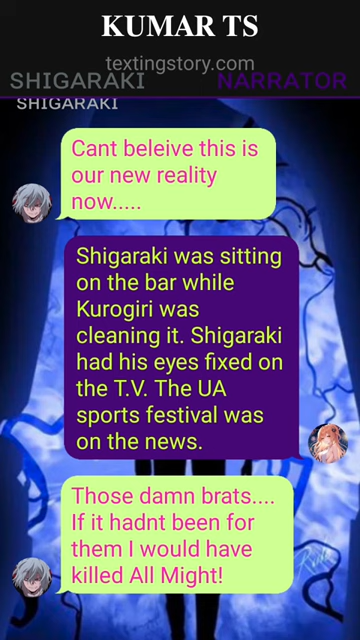 KUMAR TS
textingstory.com
SHIGARAKI NARRATOR
SHIGARAKI
Cant beleive this is
our new reality
now.....
Shigaraki was sitting
on the bar while
Kurogiri was
cleaning it. Shigaraki
had his eyes fixed on
the T.V. The UA
sports festival was
on the news.
Those damn brats....
If it hadnt been for
them I would have
killed All Might!